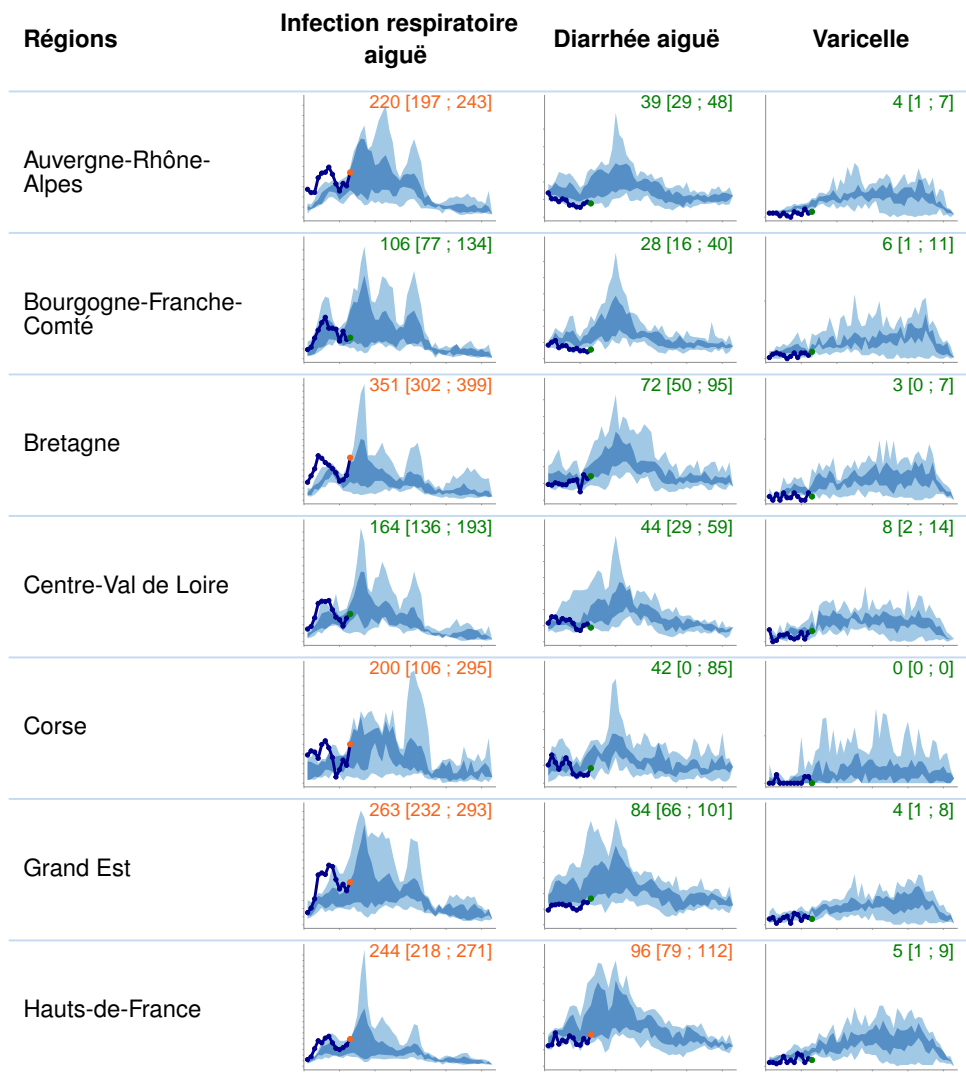 Régions
Infection respiratoire
aiguë
Diarrhée aiguë
Varicelle
Auvergne-Rhône-
Alpes
220 [197 ; 243]
39 [29 ; 48]
4 [1 ; 7]
Bourgogne-Franche-
Comté
106 [77 ; 134]
28 [16 ; 40]
6 [1 ; 11]
Bretagne
351 [302 ; 399]
72 [50 ; 95]
3 [0 ; 7]
Centre-Val de Loire
164 [136 ; 193]
44 [29 ; 59]
8 [2 ; 14]
Corse
200 [106 ; 295]
42 [0 ; 85]
0 [0 ; 0]
Grand Est
263 [232 ; 293]
84 [66 ; 101]
4 [1 ; 8]
Hauts-de-France
244 [218 ; 271]
96 [79 ; 112]
5 [1 ; 9]